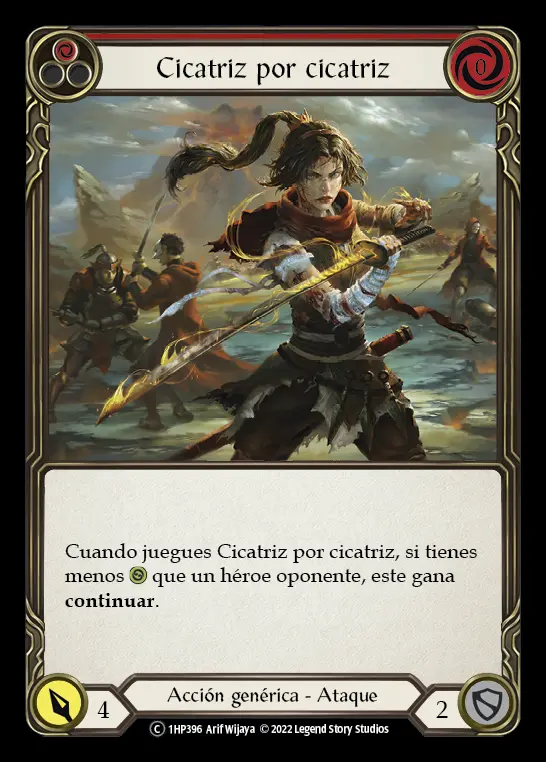 Cicatriz por cicatriz
0
Cuando juegues Cicatriz por cicatriz, si tienes
menos que un héroe oponente, este gana
continuar.
4
Acción genérica - Ataque
2
C 1HP396 Arif Wijaya © 2022 Legend Story Studios